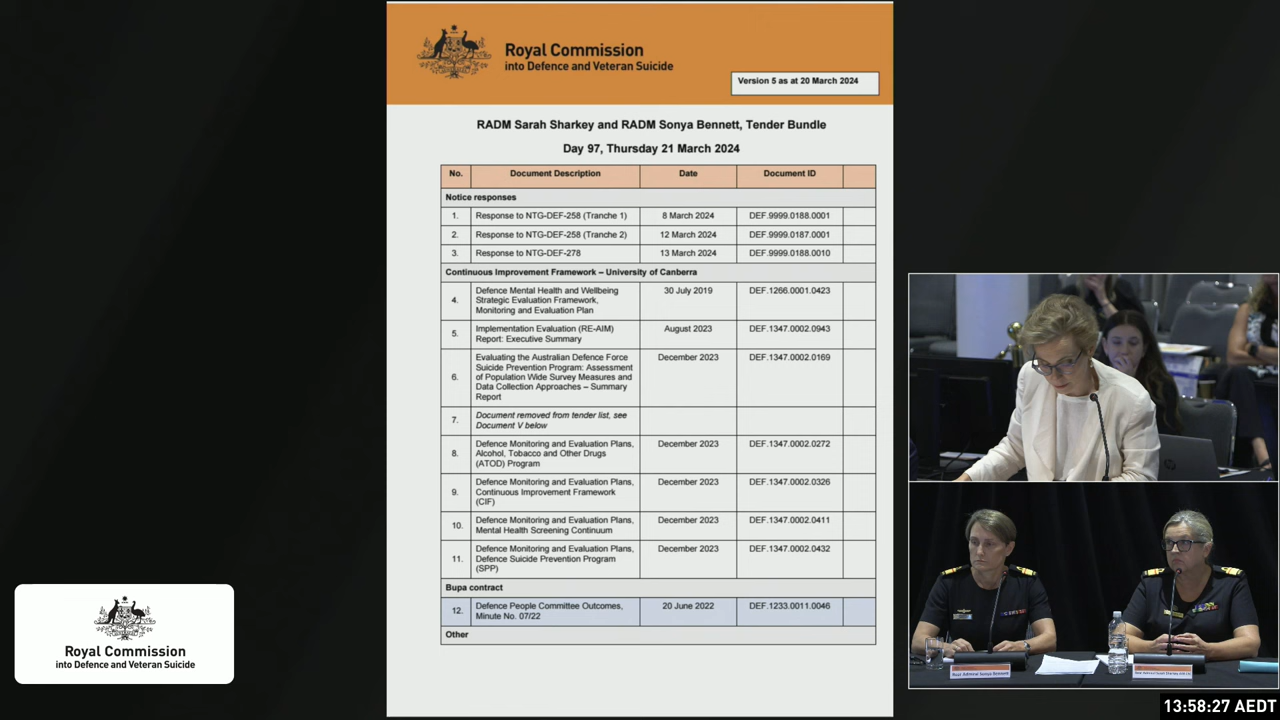 Royal Commission
into Defence and Veteran Suicide
Version 5 as at 20 March 2024
RADM Sarah Sharkey and RADM Sonya Bennett, Tender Bundle
Day 97, Thursday 21 March 2024
No. Document Description Date Document ID
Notice responses
1. Response to NTG-DEF-258 (Tranche 1) 8 March 2024 DEF.9999.0188.0001
2. Response to NTG-DEF-258 (Tranche 2) 12 March 2024 DEF.9999.0187.0001
3. Response to NTG-DEF-278 13 March 2024 DEF.9999.0188.0010
Continuous Improvement Framework – University of Canberra
4. Defence Mental Health and Wellbeing 30 July 2019 DEF.1266.0001.0423
Strategic Evaluation Framework,
Monitoring and Evaluation Plan
5. Implementation Evaluation (RE-AIM) August 2023 DEF.1347.0002.0943
Report: Executive Summary
6. Evaluating the Australian Defence Force December 2023 DEF.1347.0002.0169
Suicide Prevention Program: Assessment
of Population Wide Survey Measures and
Data Collection Approaches – Summary
Report
7. Document removed from tender list, see
Document V below
8. Defence Monitoring and Evaluation Plans, December 2023 DEF.1347.0002.0272
Alcohol, Tobacco and Other Drugs
(ATOD) Program
9. Defence Monitoring and Evaluation Plans, December 2023 DEF.1347.0002.0326
Continuous Improvement Framework
(CIF)
10. Defence Monitoring and Evaluation Plans, December 2023 DEF.1347.0002.0411
Mental Health Screening Continuum
11. Defence Monitoring and Evaluation Plans, December 2023 DEF.1347.0002.0432
Defence Suicide Prevention Program
(SPP)
Bupa contract
12. Defence People Committee Outcomes, 20 June 2022 DEF.1233.0011.0046
Minute No. 07/22
Other
Royal Commission
into Defence and Veteran Suicide
Rear Admiral Sonya Bennett
13:58:27 AEDT